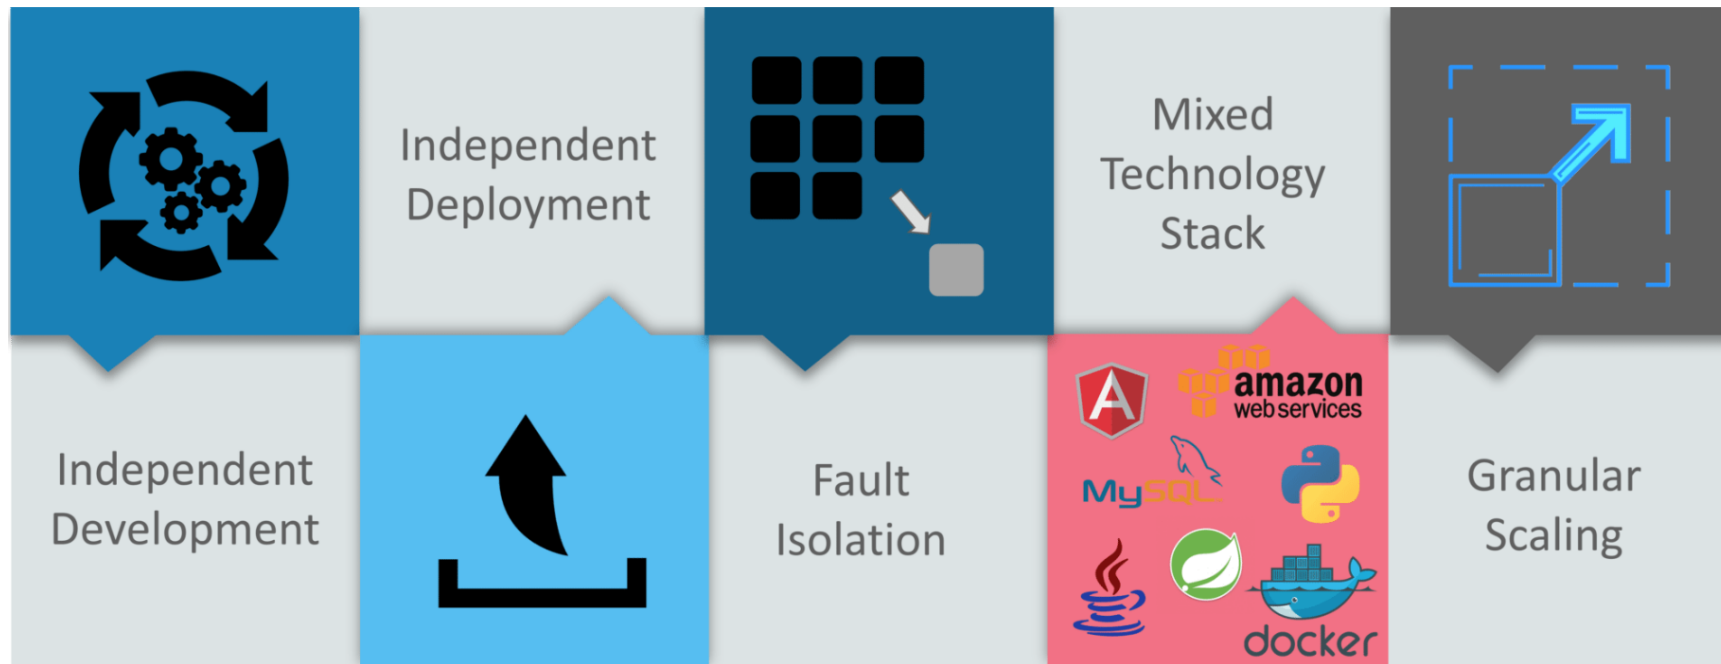 Independent
Deployment
Mixed
Technology
Stack
Independent
Development
Fault
Isolation
A
amazon
web services
MySQL
docker
Granular
Scaling